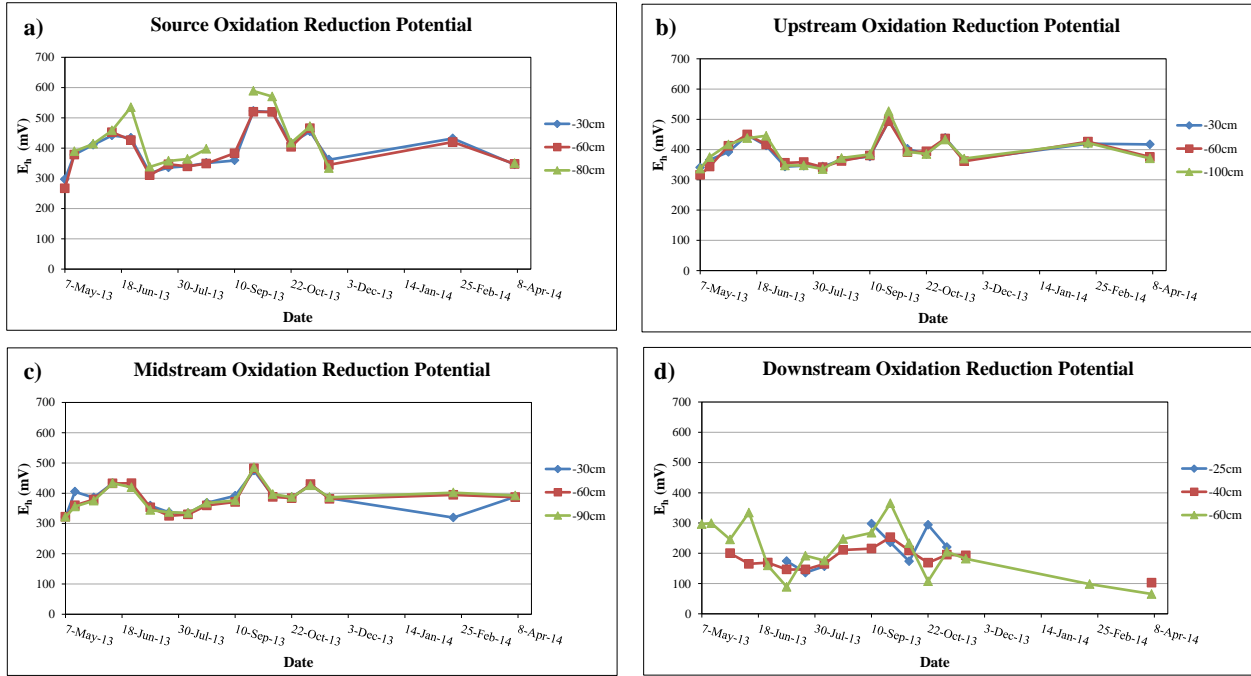 a)
Source Oxidation Reduction Potential
700
600
500
400
300
200
100
0
Eh (mV)
7-May-13
18-Jun-13
30-Jul-13
10-Sep-13
22-Oct-13
3-Dec-13
14-Jan-14
25-Feb-14
8-Apr-14
Date
-30cm
-60cm
-80cm
b)
Upstream Oxidation Reduction Potential
700
600
500
400
300
200
100
0
Eh (mV)
7-May-13
18-Jun-13
30-Jul-13
10-Sep-13
22-Oct-13
3-Dec-13
14-Jan-14
25-Feb-14
8-Apr-14
Date
-30cm
-60cm
-100cm
c)
Midstream Oxidation Reduction Potential
700
600
500
400
300
200
100
0
Eh (mV)
7-May-13
18-Jun-13
30-Jul-13
10-Sep-13
22-Oct-13
3-Dec-13
14-Jan-14
25-Feb-14
8-Apr-14
Date
-30cm
-60cm
-90cm
d)
Downstream Oxidation Reduction Potential
700
600
500
400
300
200
100
0
Eh (mV)
7-May-13
18-Jun-13
30-Jul-13
10-Sep-13
22-Oct-13
3-Dec-13
14-Jan-14
25-Feb-14
8-Apr-14
Date
-25cm
-40cm
-60cm